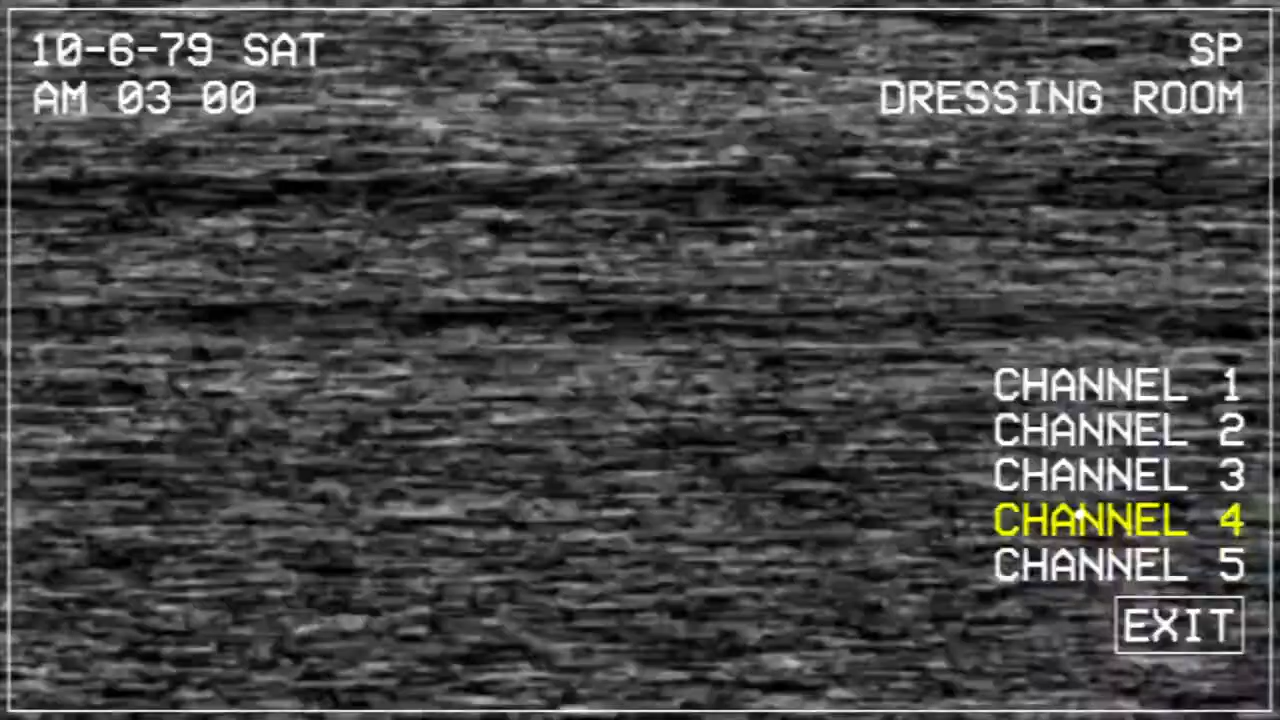 10-6-79 SAT
AM 03 00
SP
DRESSING ROOM
CHANNEL 1
CHANNEL 2
CHANNEL 3
CHANNEL 4
CHANNEL 5
EXIT